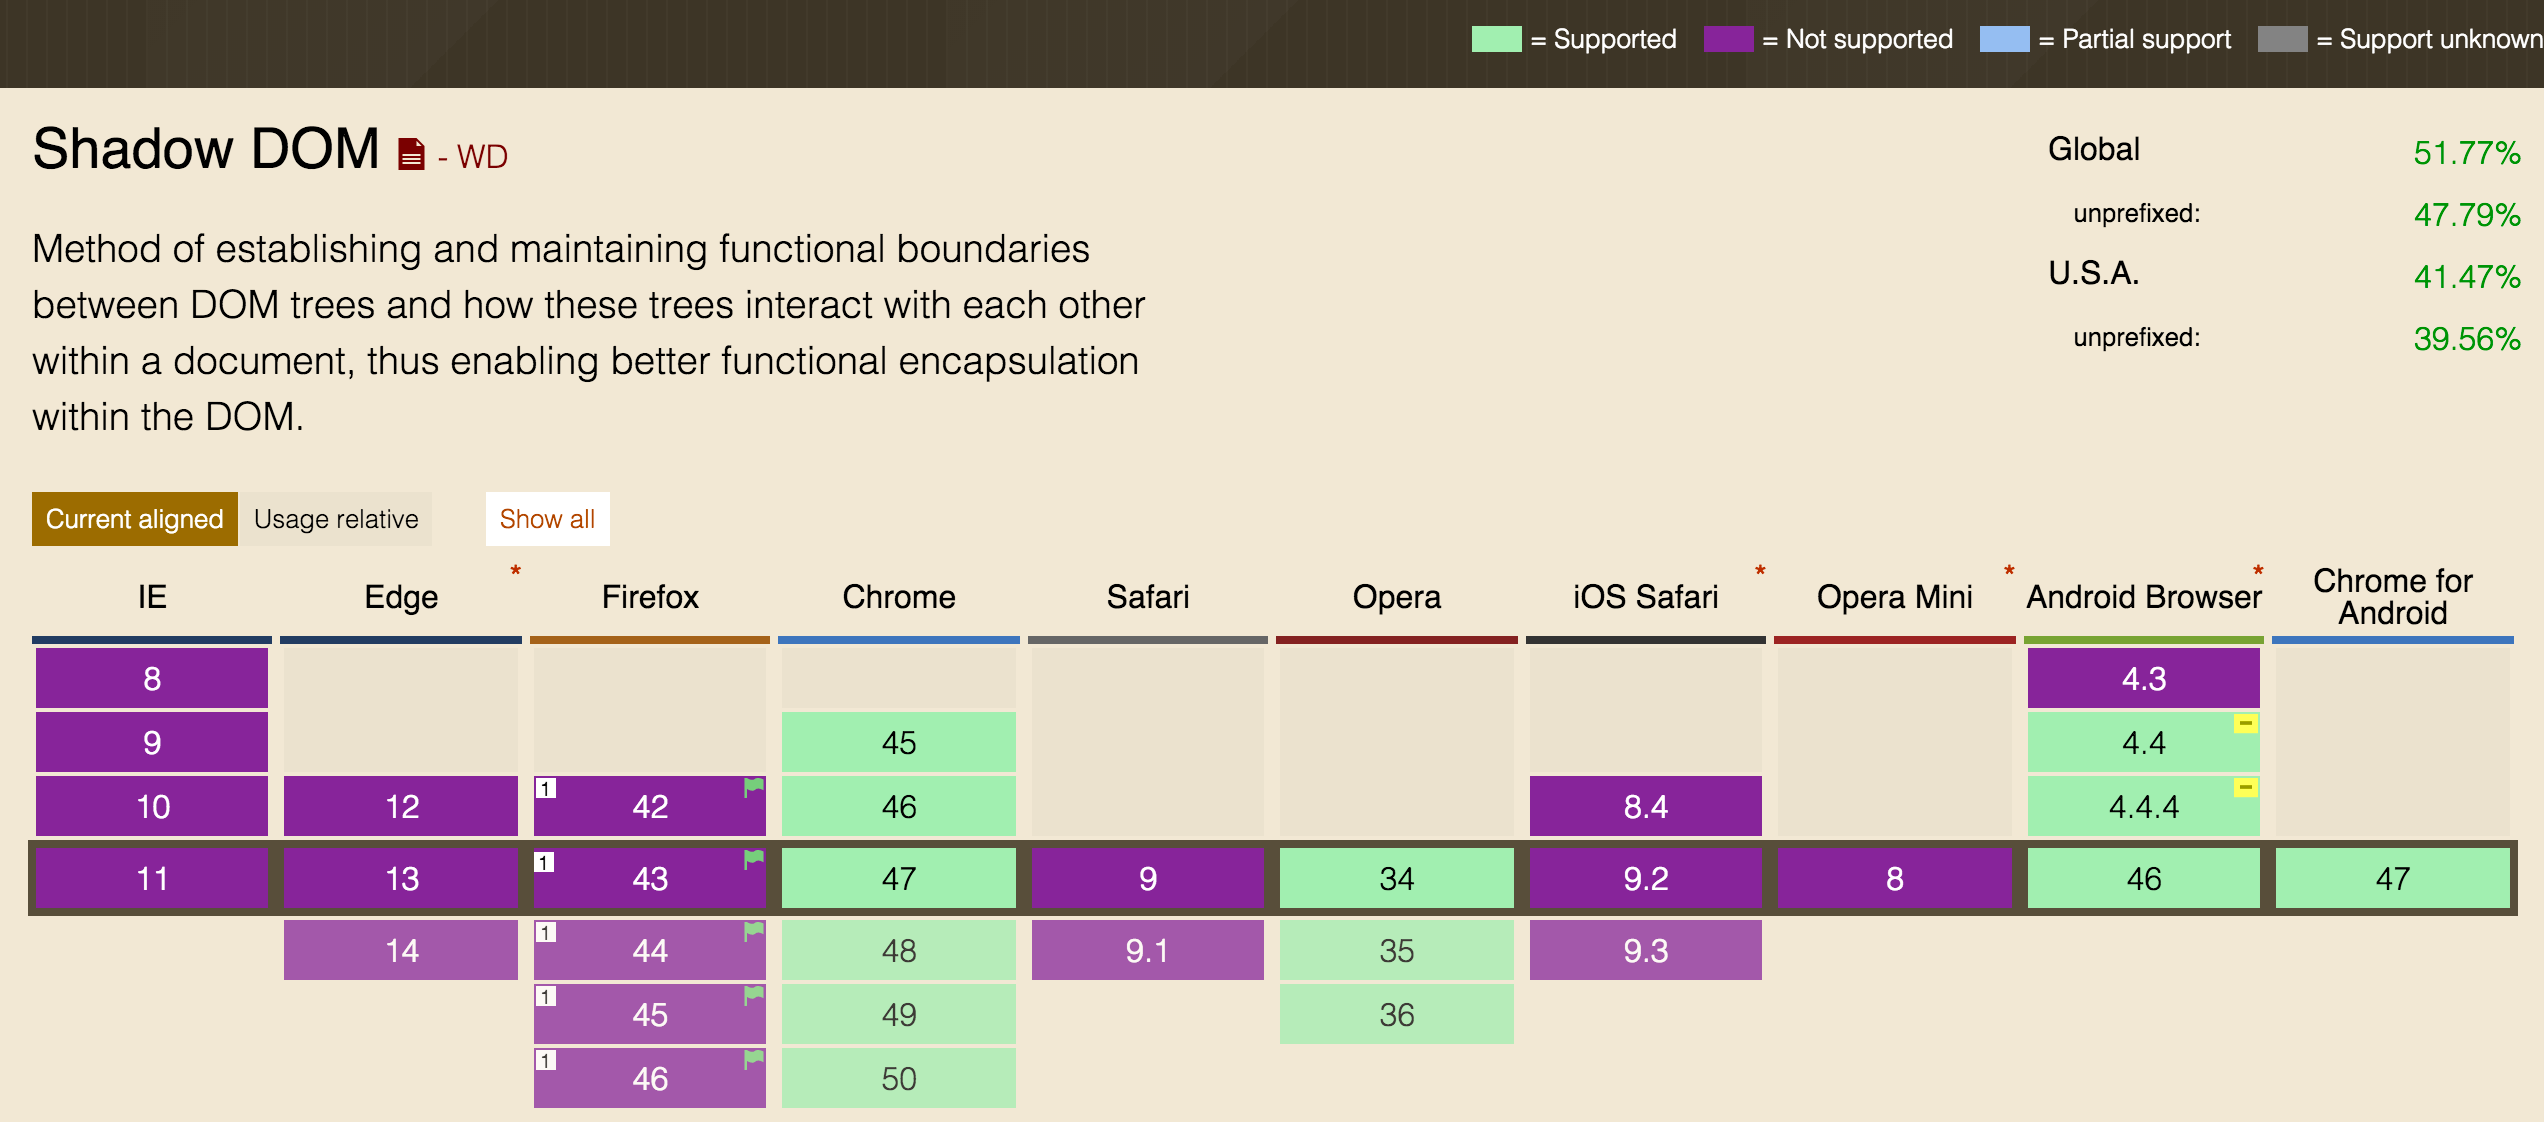 = Supported = Not supported = Partial support = Support unknown
Shadow DOM - WD
Global 51.77%
unprefixed: 47.79%
U.S.A. 41.47%
unprefixed: 39.56%
Method of establishing and maintaining functional boundaries
between DOM trees and how these trees interact with each other
within a document, thus enabling better functional encapsulation
within the DOM.
Current aligned Usage relative Show all
IE Edge * Firefox Chrome Safari Opera iOS Safari * Opera Mini * Android Browser * Chrome for Android
8 4.3
9 45 4.4 -
10 12 1 42 46 8.4 4.4.4 -
11 13 1 43 47 9 34 9.2 8 46 47
14 1 44 48 9.1 35 9.3
1 45 49 36
1 46 50